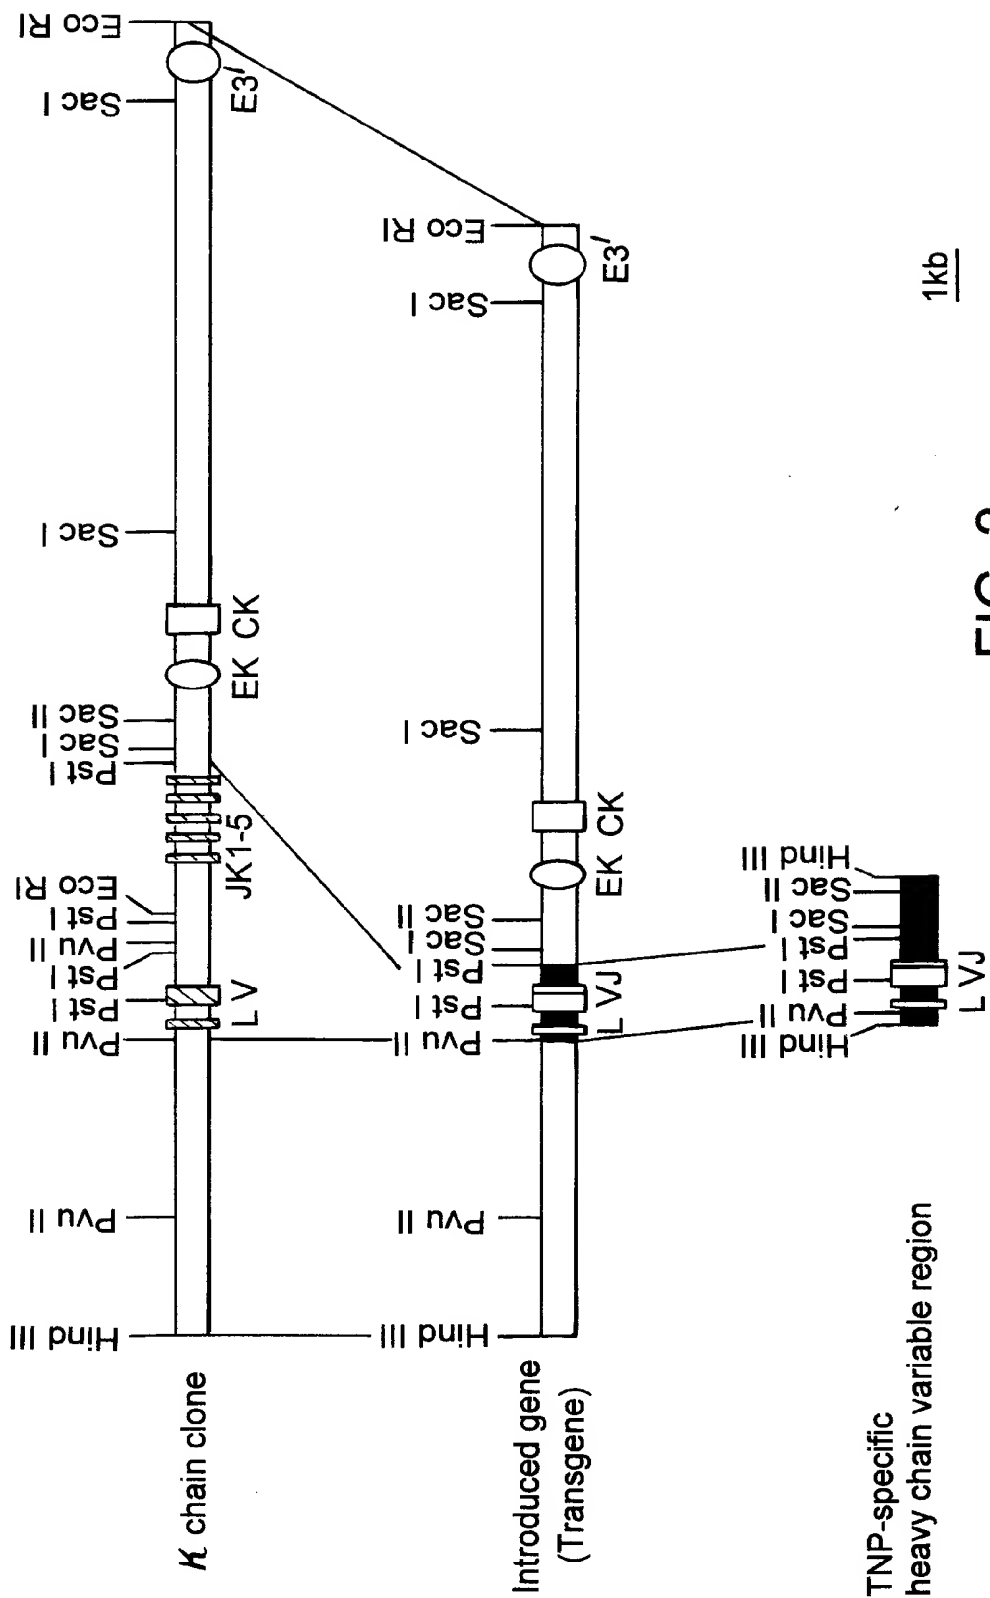 Hind III
Pvu II
Pvu II
Pst I
Pst I
Pvu II
Pst I
Eco RI
Pst I
Sac I
Sac II
Sac I
Sac I
Eco RI
K chain clone
L V
JK1-5
EK CK
E3'
Hind III
Pvu II
Pvu II
Pst I
Pst I
Sac I
Sac II
Sac I
Sac I
Eco RI
Introduced gene
(Transgene)
L VJ
EK CK
E3'
Hind III
Pvu II
Pst I
Pst I
Sac I
Sac II
Hind III
TNP-specific
heavy chain variable region
L VJ
1kb
FIG